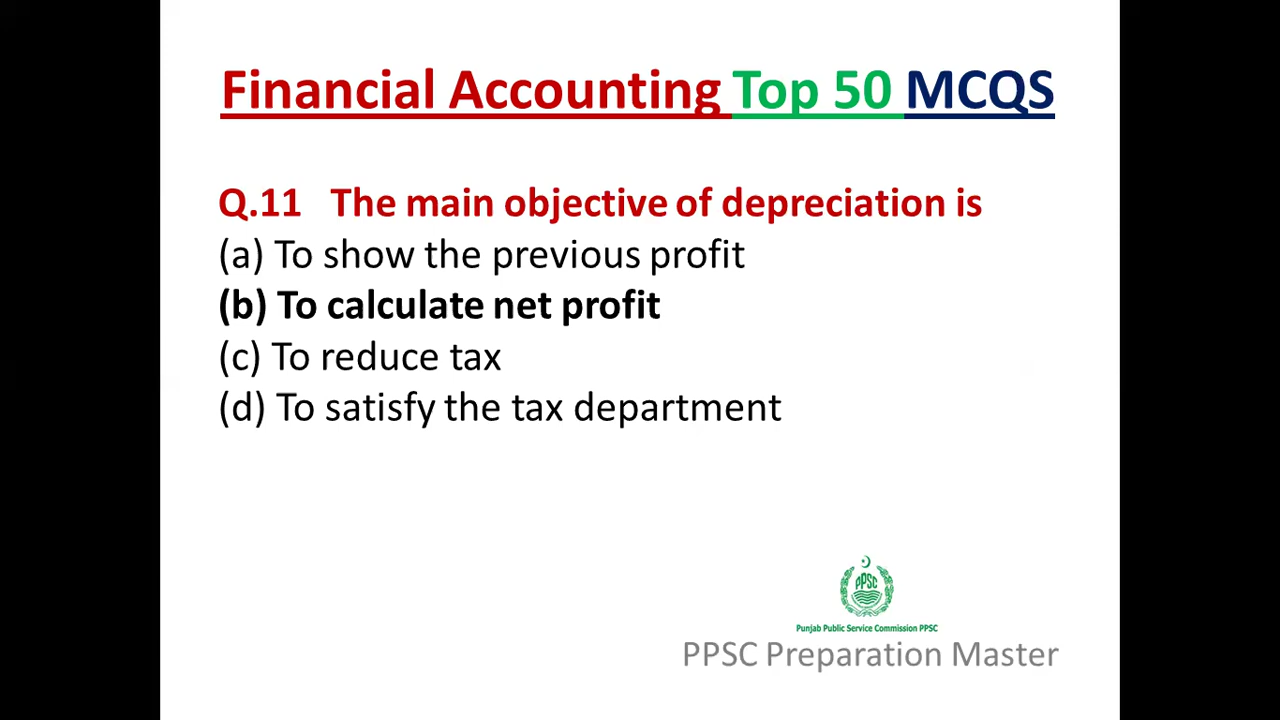 Financial Accounting Top 50 MCQS
Q.11 The main objective of depreciation is
(a) To show the previous profit
(b) To calculate net profit
(c) To reduce tax
(d) To satisfy the tax department
PPSC
Punjab Public Service Commission PPSC
PPSC Preparation Master